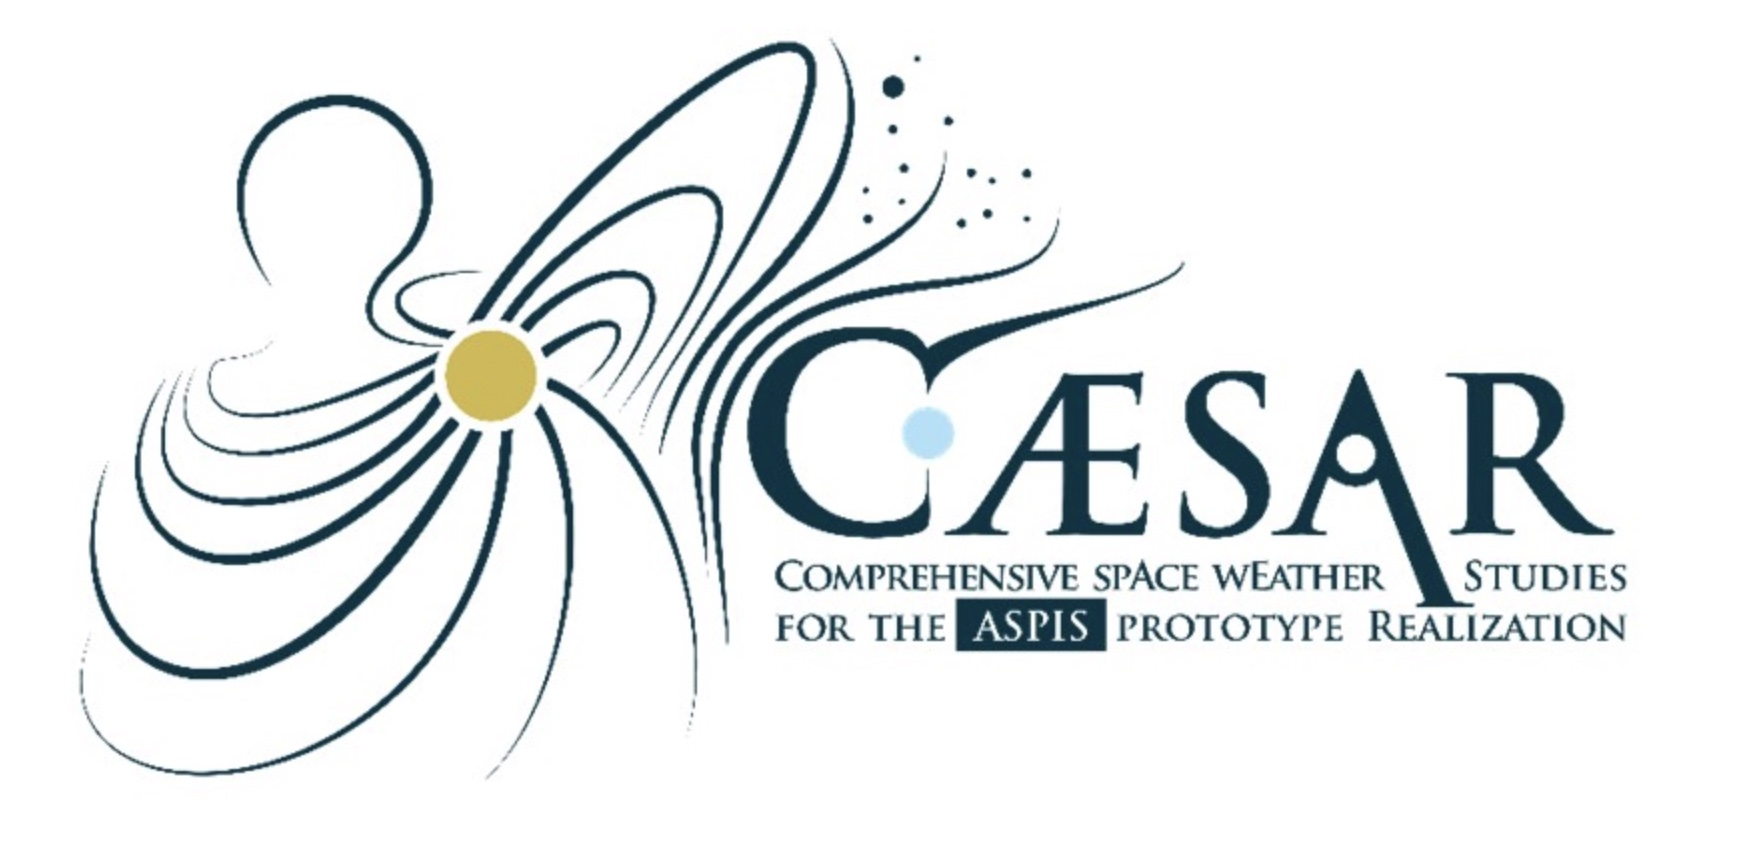 CÆSAR
COMPREHENSIVE SPACE WEATHER STUDIES
FOR THE ASPIS PROTOTYPE REALIZATION